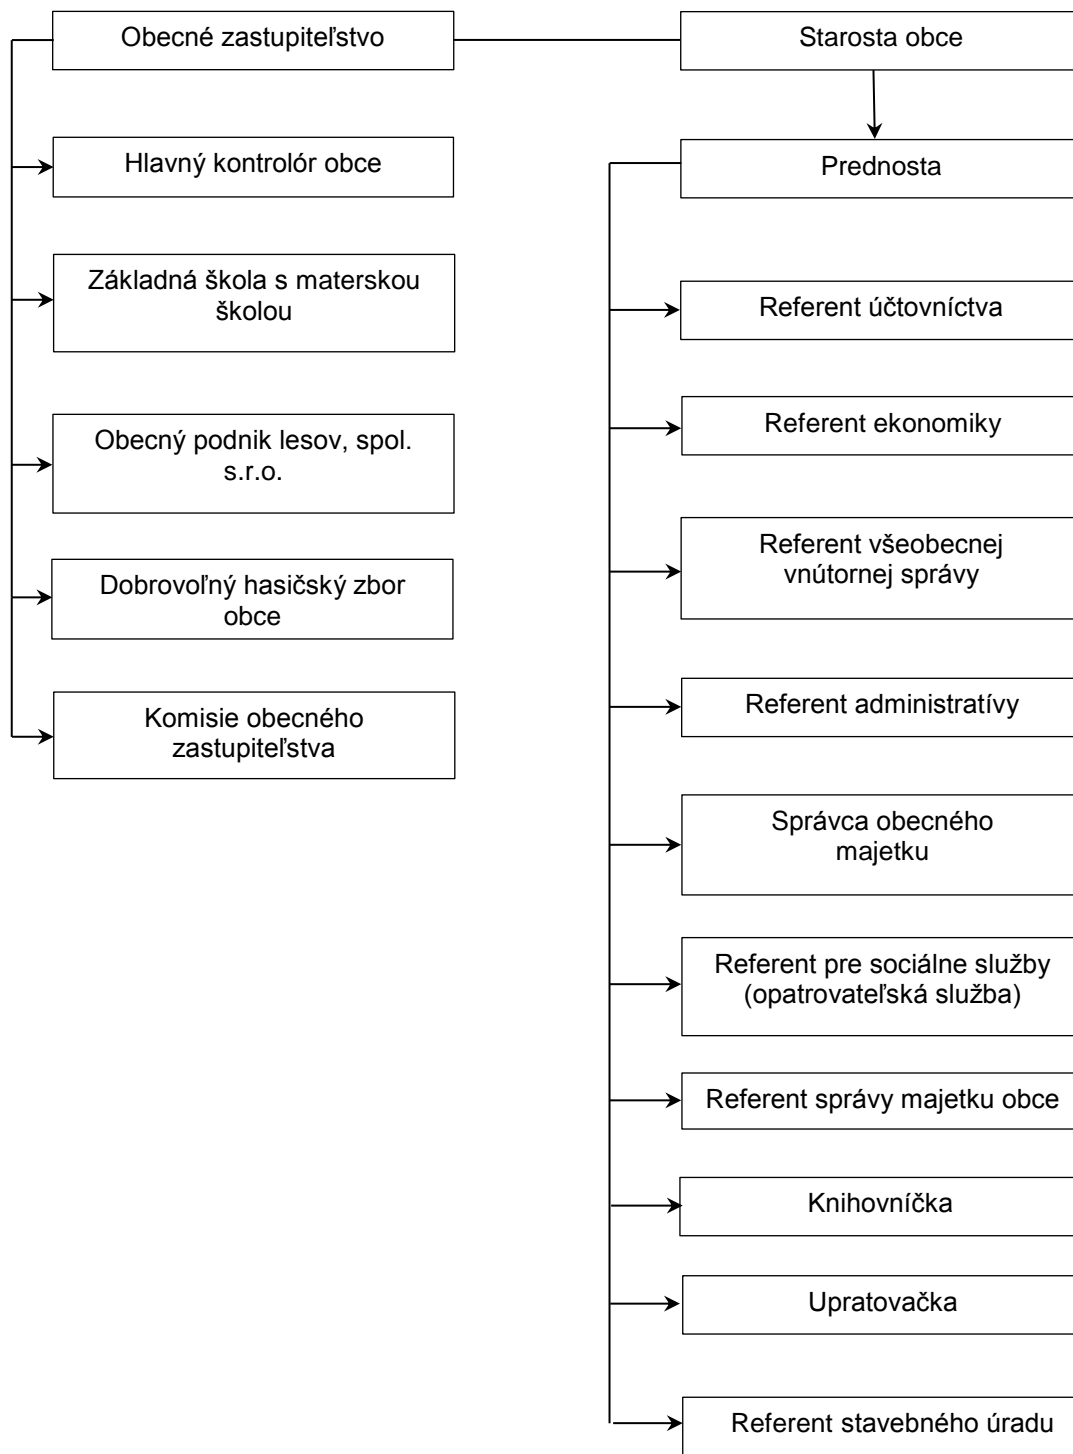 Obecné zastupiteľstvo
Starosta obce
Hlavný kontrolór obce
Prednosta
Základná škola s materskou
školou
Referent účtovníctva
Obecný podnik lesov, spol.
s.r.o.
Referent ekonomiky
Dobrovoľný hasičský zbor
obce
Referent všeobecnej
vnútornej správy
Komisie obecného
zastupiteľstva
Referent administratívy
Správca obecného
majetku
Referent pre sociálne služby
(opatrovateľská služba)
Referent správy majetku obce
Knihovníčka
Upratovačka
Referent stavebného úradu